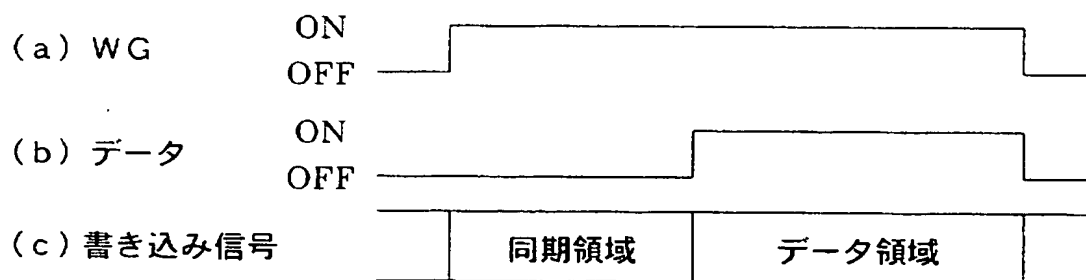 (a) WG
ON
OFF
(b) データ
ON
OFF
(c) 書き込み信号
同期領域
データ領域